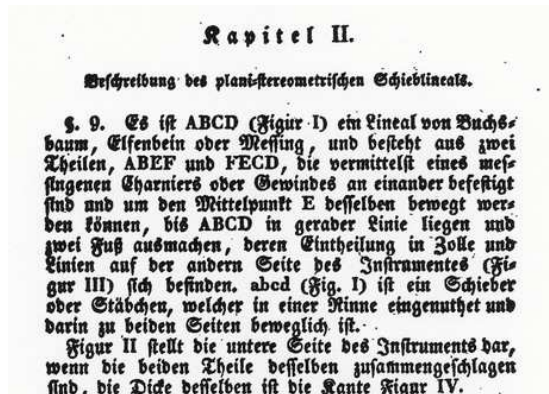 Kapitel II.
Beschreibung des plani-stereometrischen Schieblineals.
§. 9. Es ist ABCD (Figur I) ein Lineal von Buchs-
baum, Elfenbein oder Messing, und besteht aus zwei
Theilen, ABEF und FECD, die vermittelst eines mes-
singenen Charniers oder Gewindes an einander befestigt
sind und um den Mittelpunkt E desselben bewegt wer-
den können, bis ABCD in gerader Linie liegen und
zwei Fuß ausmachen, deren Eintheilung in Zolle und
Linien auf der andern Seite des Instrumentes (Fi-
gur III) sich befinden. abcd (Fig. I) ist ein Schieber
oder Stäbchen, welcher in einer Rinne eingenuthet und
darin zu beiden Seiten beweglich ist.
Figur II stellt die untere Seite des Instruments dar,
wenn die beiden Theile desselben zusammengeschlagen
sind, die Dicke desselben ist die Kante Figur IV.